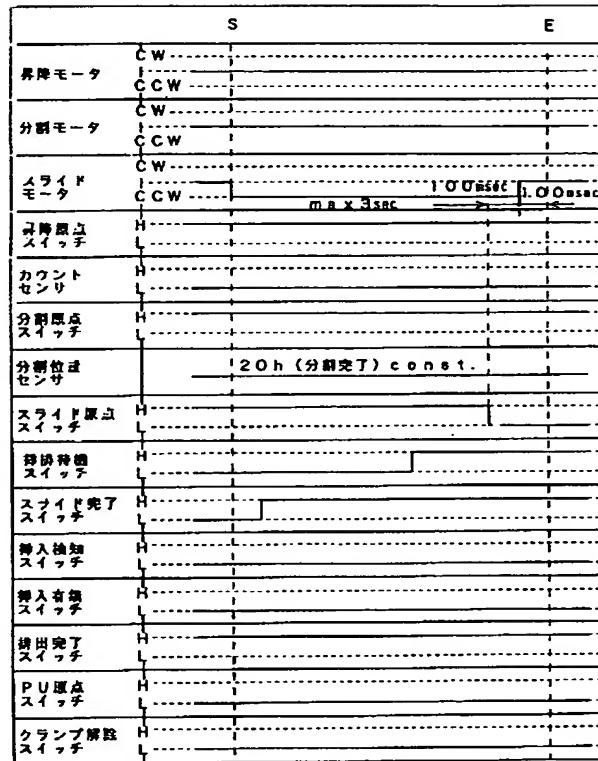 S E
昇降モータ
CW
CCW
分割モータ
CW
CCW
スライド
モータ
CW
CCW
max 3sec
100msec
100msec
昇降原点
スイッチ
H
L
カウント
センサ
H
L
分割原点
スイッチ
H
L
分割位置
センサ
20h (分割完了) const.
スライド原点
スイッチ
H
L
待機
スイッチ
H
L
スライド完了
スイッチ
H
L
挿入検知
スイッチ
H
L
挿入有無
スイッチ
H
L
排出完了
スイッチ
H
L
PU原点
スイッチ
H
L
クランプ解除
スイッチ
H
L